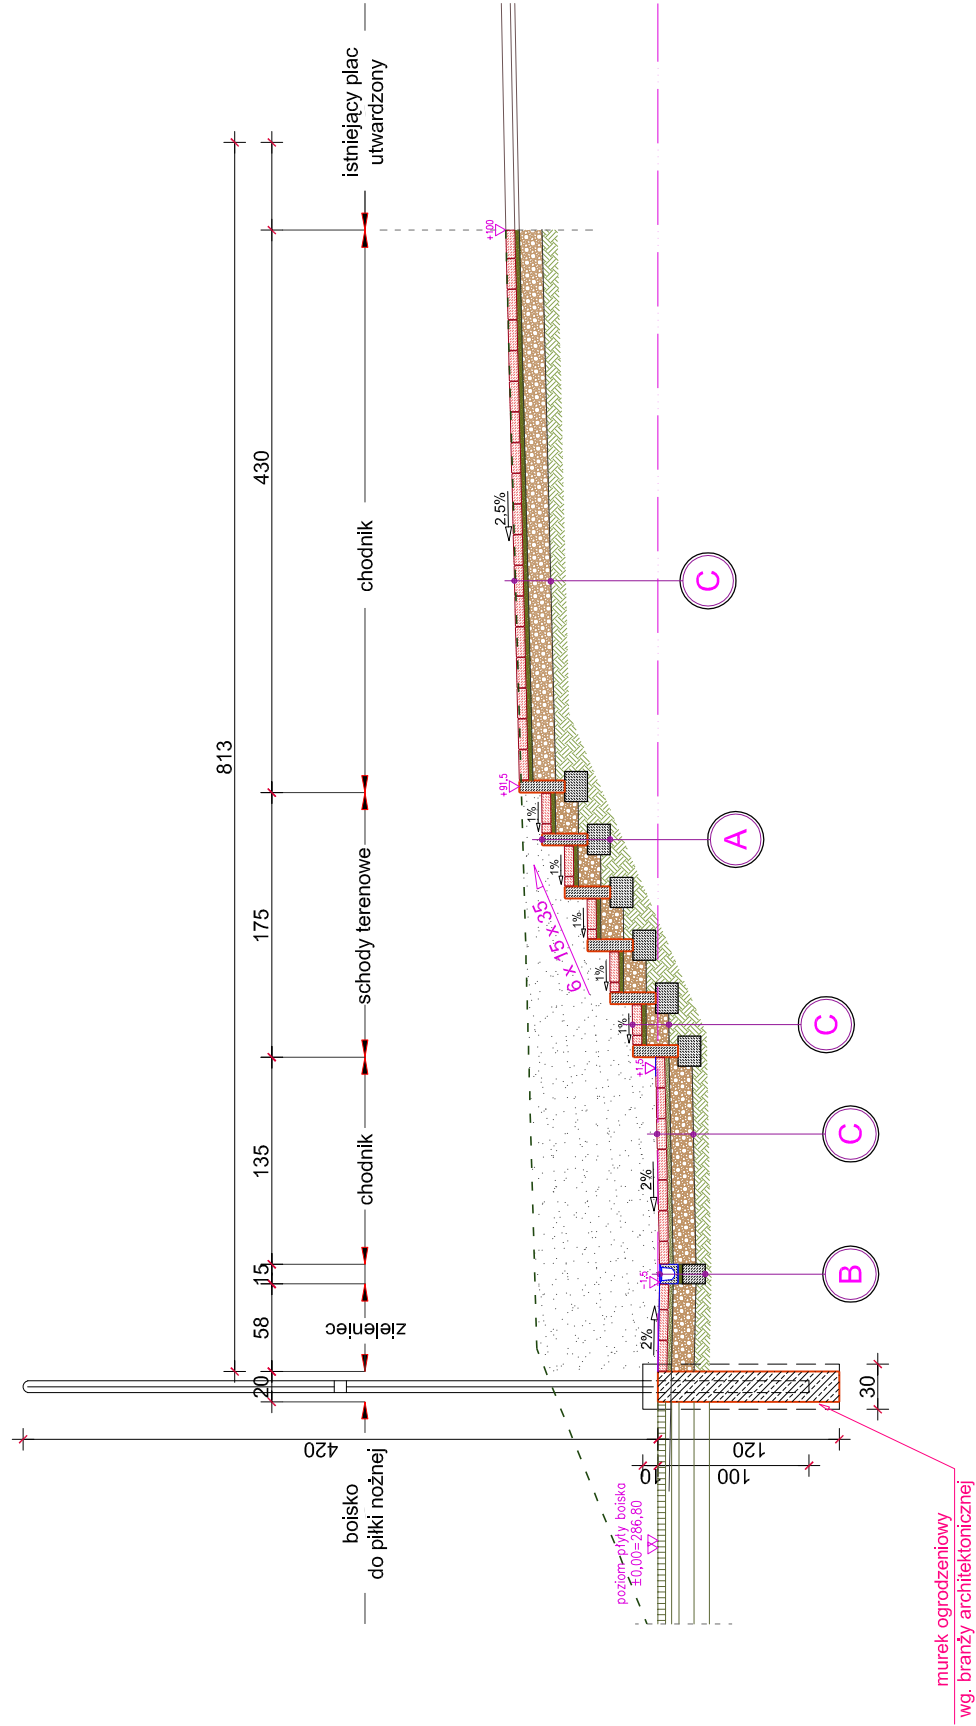 813
20
58
15
135
175
430
boisko
do piłki nożnej
zieleniec
chodnik
schody terenowe
chodnik
istniejący plac
utwardzony
420
10
100
120
30
poziom płyty boiska
±0,00=286,80
2%
-1,5
2%
+1,5
1%
1%
1%
1%
1%
6 x 15 x 35
+91,5
2,5%
+100
B
C
C
A
C
murek ogrodzeniowy
wg. branży architektonicznej